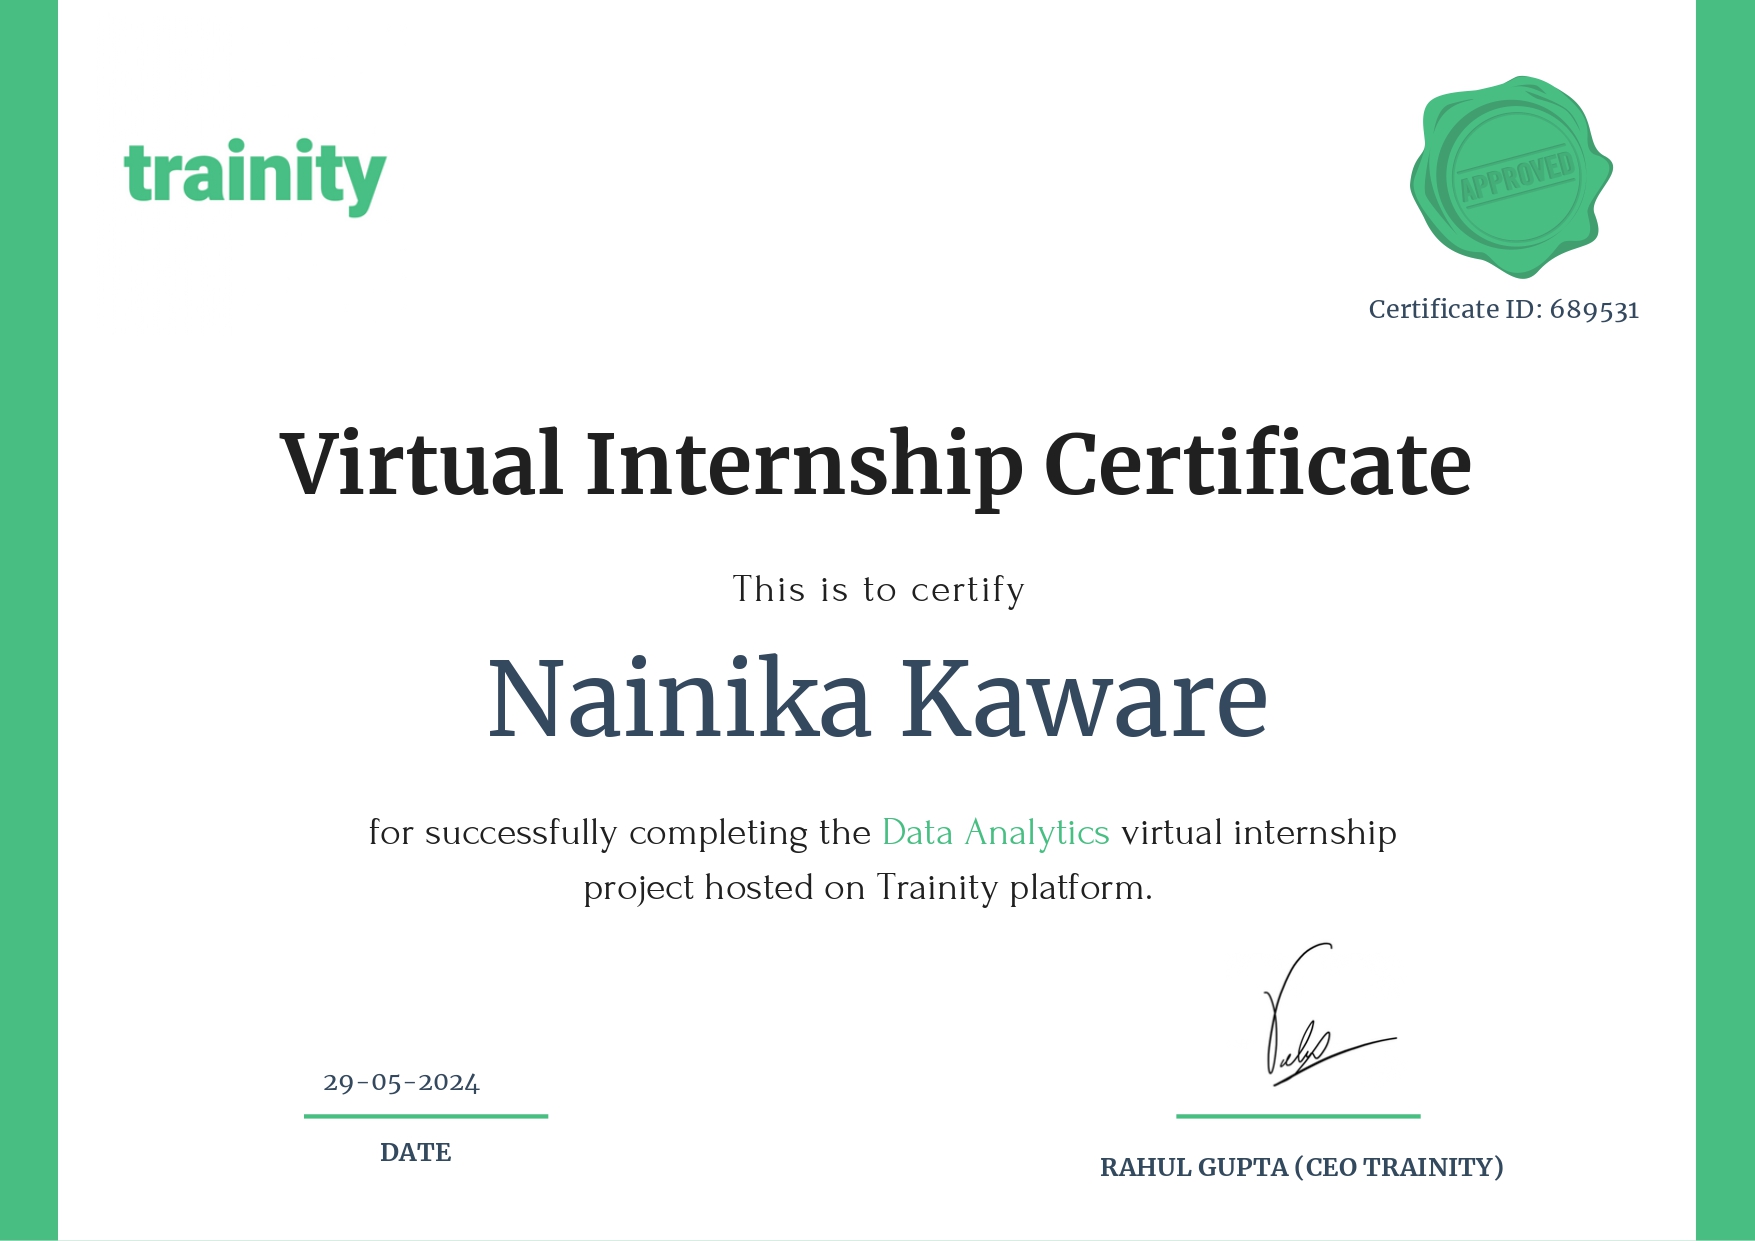 trainity
APPROVED
Certificate ID: 689531
Virtual Internship Certificate
This is to certify
Nainika Kaware
for successfully completing the Data Analytics virtual internship
project hosted on Trainity platform.
29-05-2024
DATE
RAHUL GUPTA (CEO TRAINITY)